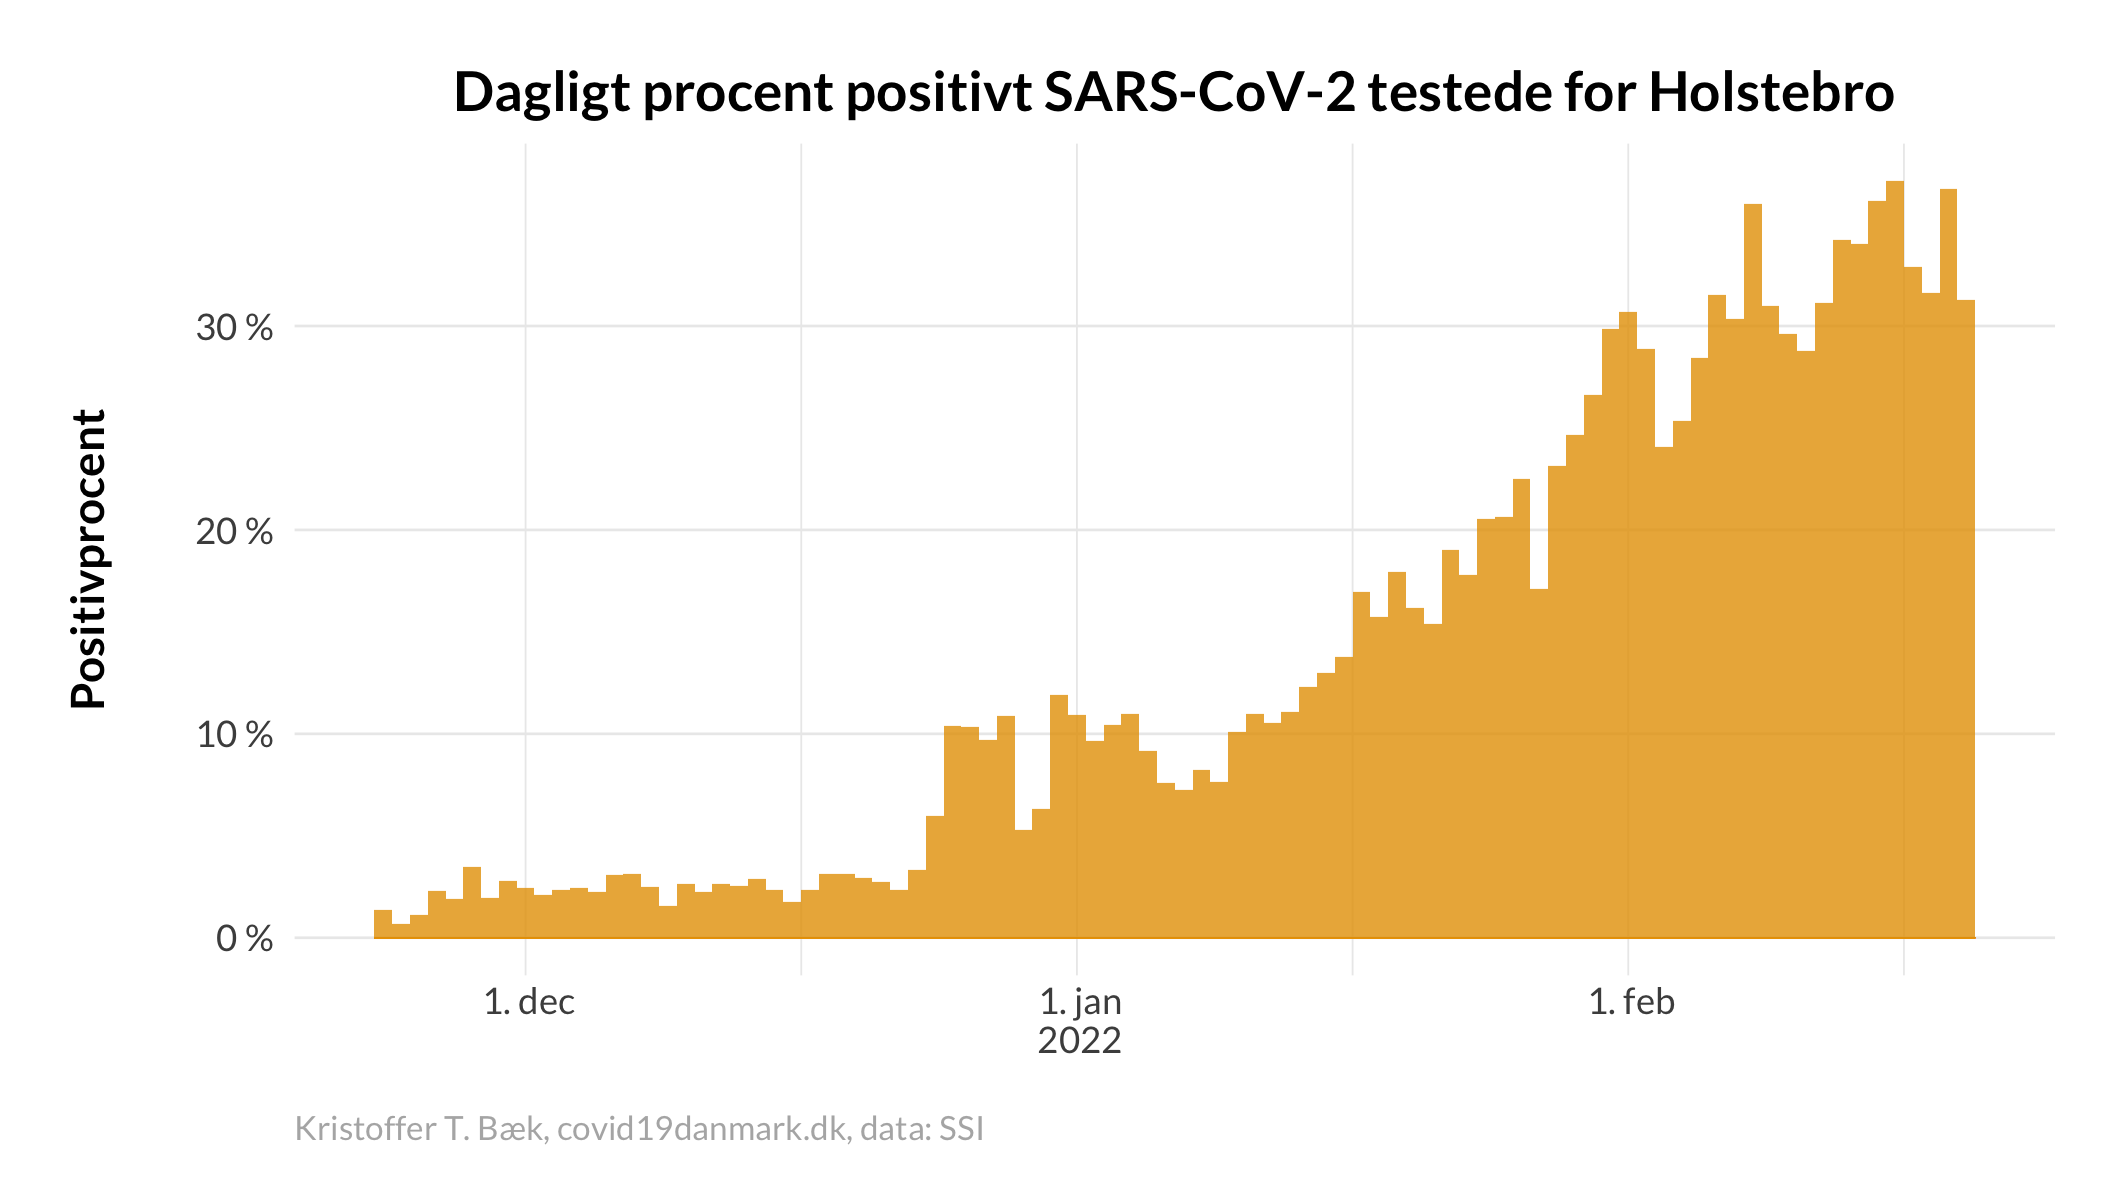 Dagligt procent positivt SARS-CoV-2 testede for Holstebro
Positivprocent
30 %
20 %
10 %
0 %
1. dec
1. jan
2022
1. feb
Kristoffer T. Bæk, covid19danmark.dk, data: SSI